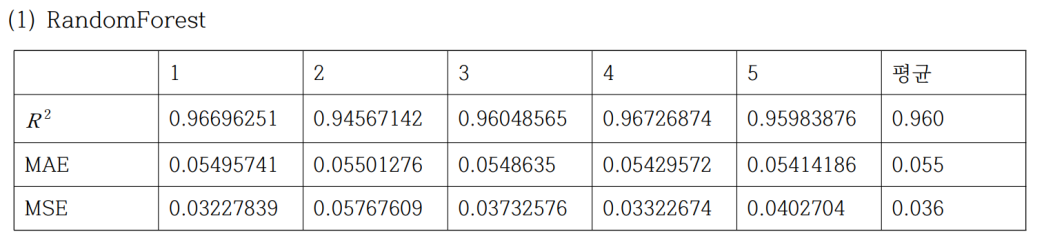 (1) RandomForest
1 2 3 4 5 평균
R² 0.96696251 0.94567142 0.96048565 0.96726874 0.95983876 0.960
MAE 0.05495741 0.05501276 0.0548635 0.05429572 0.05414186 0.055
MSE 0.03227839 0.05767609 0.03732576 0.03322674 0.0402704 0.036